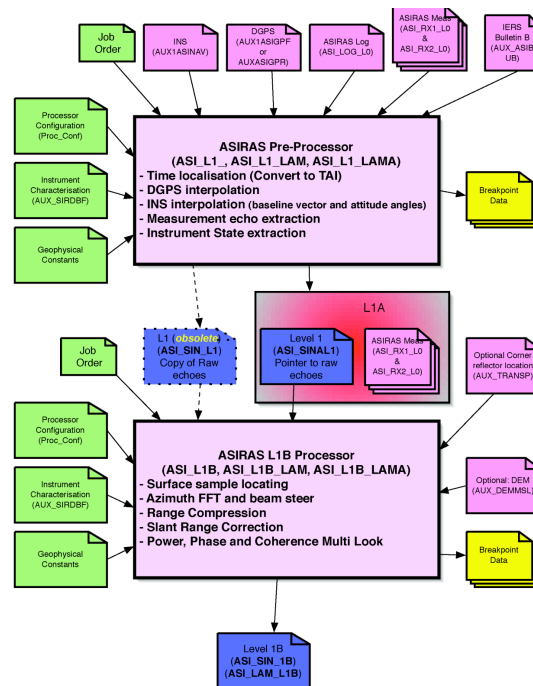 Job
Order
INS
(AUX1ASINAV)
DGPS
(AUX1ASIGPF
or
AUXASIGPR)
ASIRAS Log
(ASI_LOG_L0)
ASIRAS Meas
(ASI_RX1_L0
&
ASI_RX2_L0)
IERS
Bulletin B
(AUX_ASIB
UB)
Processor
Configuration
(Proc_Conf)
Instrument
Characterisation
(AUX_SIRDBF)
Geophysical
Constants
ASIRAS Pre-Processor
(ASI_L1_, ASI_L1_LAM, ASI_L1_LAMA)
- Time localisation (Convert to TAI)
- DGPS interpolation
- INS interpolation (baseline vector and attitude angles)
- Measurement echo extraction
- Instrument State extraction
Breakpoint
Data
L1A
L1 (obsolete)
(ASI_SIN_L1)
Copy of Raw
echoes
Level 1
(ASI_SINAL1)
Pointer to raw
echoes
ASIRAS Meas
(ASI_RX1_L0
&
ASI_RX2_L0)
Job
Order
Optional Corner
reflector location
(AUX_TRANSP)
Processor
Configuration
(Proc_Conf)
Instrument
Characterisation
(AUX_SIRDBF)
Geophysical
Constants
ASIRAS L1B Processor
(ASI_L1B, ASI_L1B_LAM, ASI_L1B_LAMA)
- Surface sample locating
- Azimuth FFT and beam steer
- Range Compression
- Slant Range Correction
- Power, Phase and Coherence Multi Look
Optional: DEM
(AUX_DEMMSL)
Breakpoint
Data
Level 1B
(ASI_SIN_1B)
(ASI_LAM_L1B)